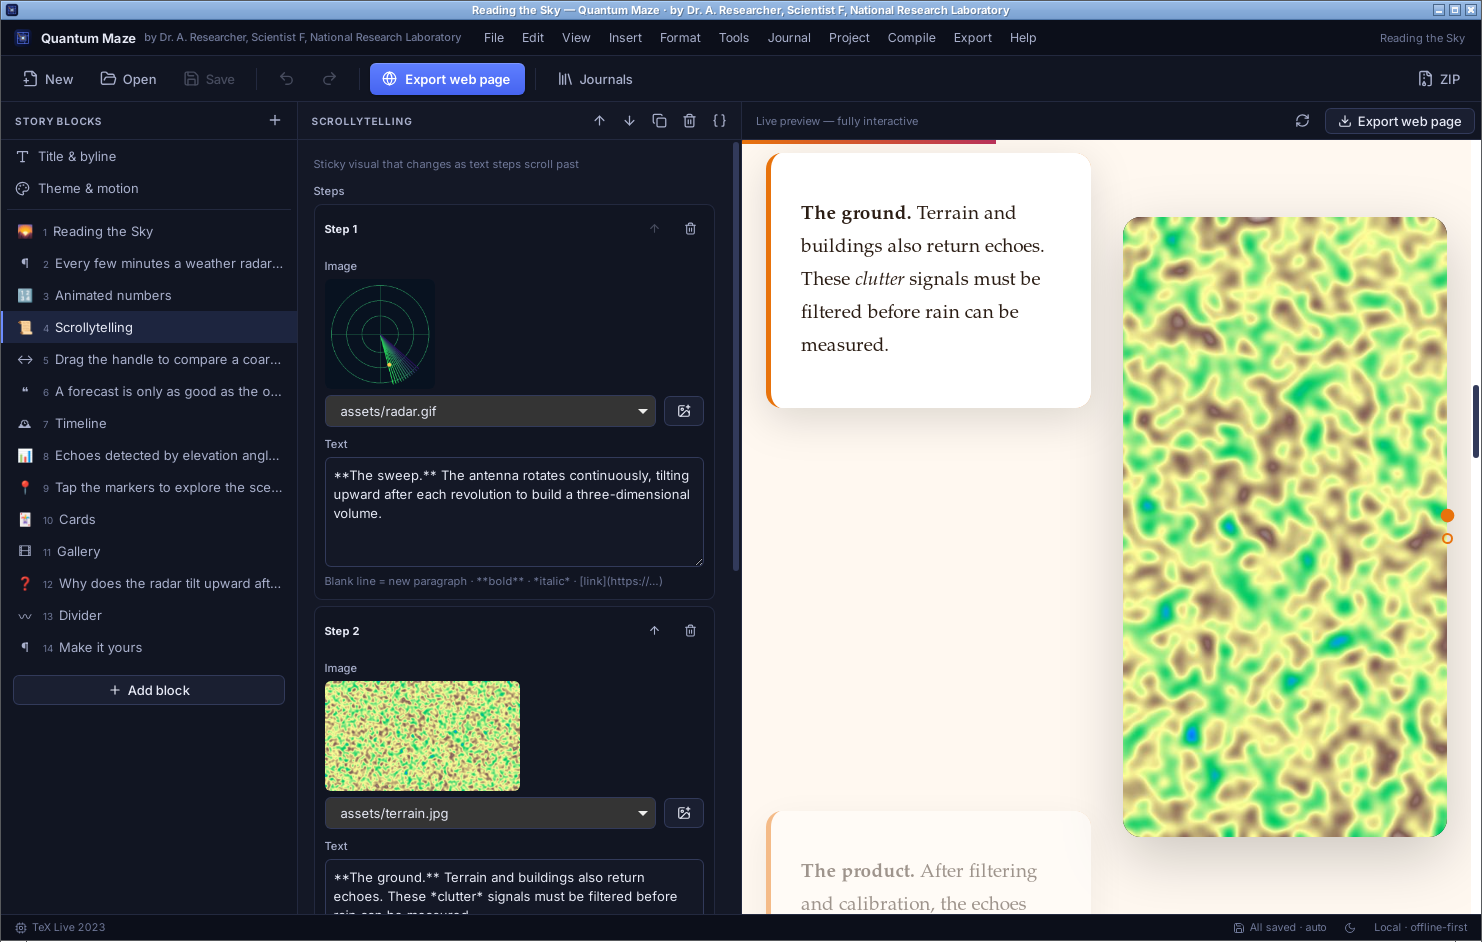 Reading the Sky — Quantum Maze · by Dr. A. Researcher, Scientist F, National Research Laboratory
Quantum Maze by Dr. A. Researcher, Scientist F, National Research Laboratory File Edit View Insert Format Tools Journal Project Compile Export Help Reading the Sky
New Open Save Export web page Journals ZIP
STORY BLOCKS
Title & byline
Theme & motion
1 Reading the Sky
2 Every few minutes a weather radar...
3 Animated numbers
4 Scrollytelling
5 Drag the handle to compare a coar...
6 A forecast is only as good as the o...
7 Timeline
8 Echoes detected by elevation angl...
9 Tap the markers to explore the sce...
10 Cards
11 Gallery
12 Why does the radar tilt upward aft...
13 Divider
14 Make it yours
Add block
SCROLLYTELLING
Sticky visual that changes as text steps scroll past
Steps
Step 1
Image
assets/radar.gif
Text
**The sweep.** The antenna rotates continuously, tilting
upward after each revolution to build a three-dimensional
volume.
Blank line = new paragraph · **bold** · *italic* · [link](https://...)
Step 2
Image
assets/terrain.jpg
Text
**The ground.** Terrain and buildings also return
echoes. These *clutter* signals must be filtered before
rain can be measured.
Live preview — fully interactive
Export web page
The ground. Terrain and
buildings also return echoes.
These clutter signals must be
filtered before rain can be
measured.
The product. After filtering
and calibration, the echoes
TeX Live 2023
All saved · auto
Local · offline-first